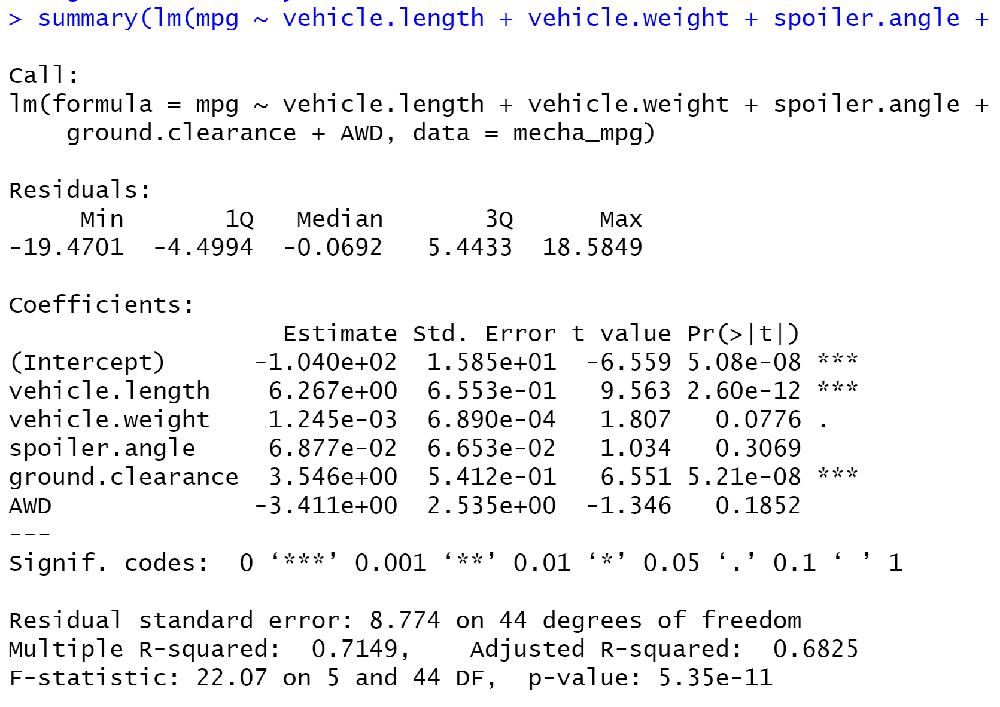 > summary(lm(mpg ~ vehicle.length + vehicle.weight + spoiler.angle +
Call:
lm(formula = mpg ~ vehicle.length + vehicle.weight + spoiler.angle +
    ground.clearance + AWD, data = mecha_mpg)
Residuals:
     Min       1Q   Median       3Q      Max
-19.4701  -4.4994  -0.0692   5.4433  18.5849
Coefficients:
                   Estimate Std. Error t value Pr(>|t|)
(Intercept)      -1.040e+02  1.585e+01  -6.559 5.08e-08 ***
vehicle.length    6.267e+00  6.553e-01   9.563 2.60e-12 ***
vehicle.weight    1.245e-03  6.890e-04   1.807   0.0776 .
spoiler.angle     6.877e-02  6.653e-02   1.034   0.3069
ground.clearance  3.546e+00  5.412e-01   6.551 5.21e-08 ***
AWD              -3.411e+00  2.535e+00  -1.346   0.1852
---
Signif. codes:  0 ‘***’ 0.001 ‘**’ 0.01 ‘*’ 0.05 ‘.’ 0.1 ‘ ’ 1
Residual standard error: 8.774 on 44 degrees of freedom
Multiple R-squared:  0.7149,    Adjusted R-squared:  0.6825
F-statistic: 22.07 on 5 and 44 DF,  p-value: 5.35e-11